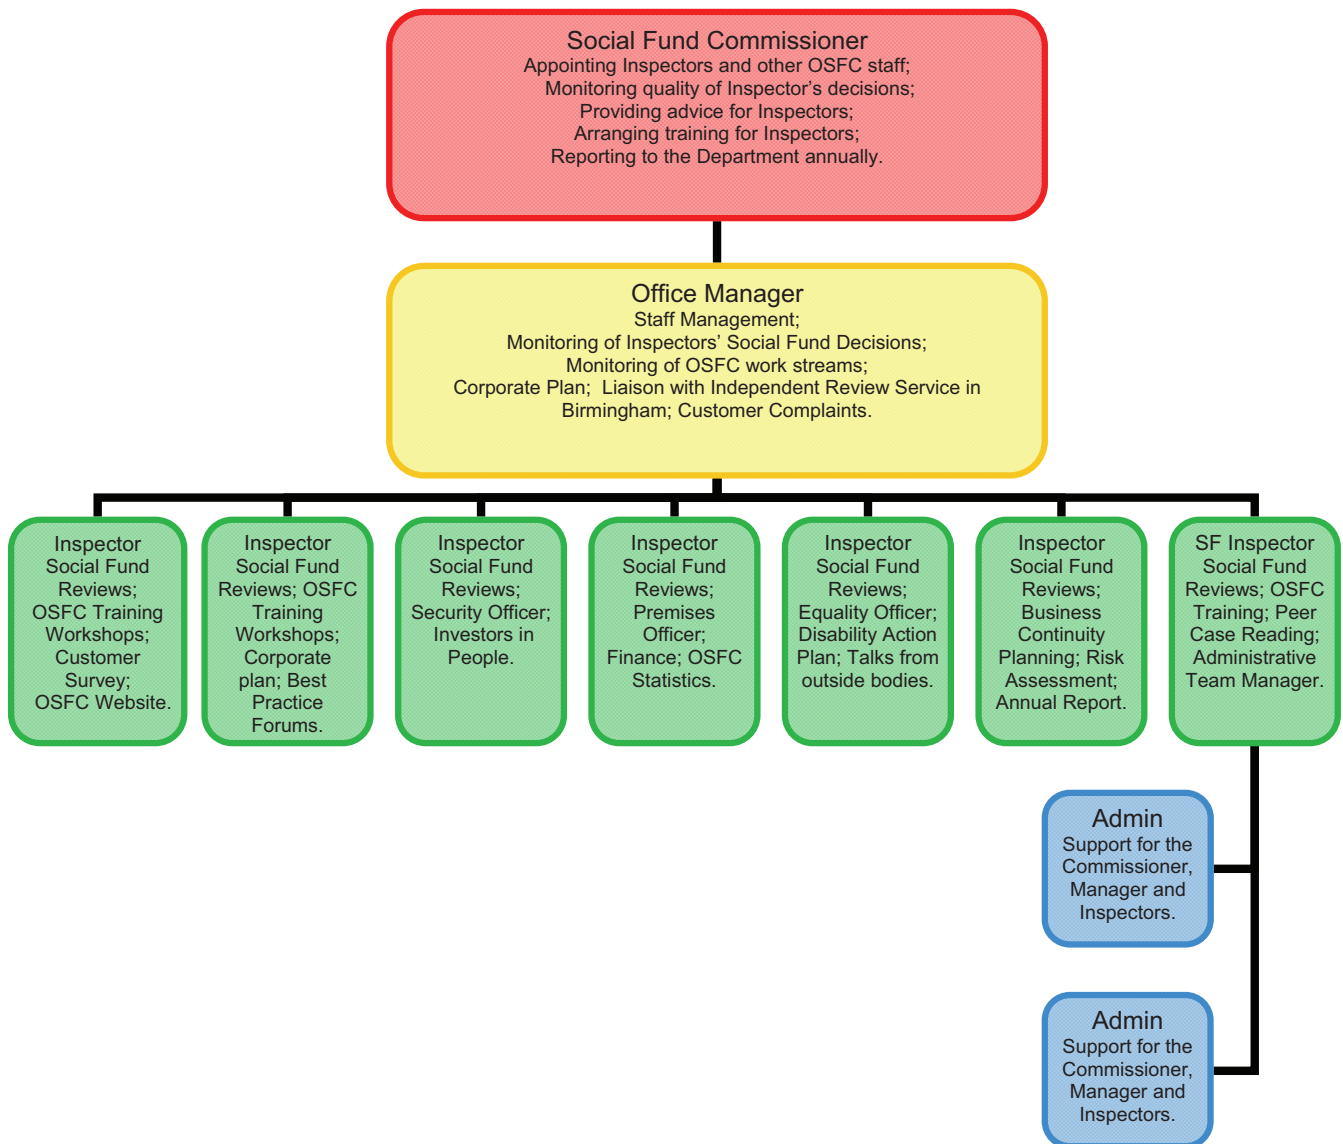 Social Fund Commissioner
Appointing Inspectors and other OSFC staff;
Monitoring quality of Inspector’s decisions;
Providing advice for Inspectors;
Arranging training for Inspectors;
Reporting to the Department annually.
Office Manager
Staff Management;
Monitoring of Inspectors’ Social Fund Decisions;
Monitoring of OSFC work streams;
Corporate Plan; Liaison with Independent Review Service in
Birmingham; Customer Complaints.
Inspector
Social Fund
Reviews;
OSFC Training
Workshops;
Customer
Survey;
OSFC Website.
Inspector
Social Fund
Reviews; OSFC
Training
Workshops;
Corporate
plan; Best
Practice
Forums.
Inspector
Social Fund
Reviews;
Security Officer;
Investors in
People.
Inspector
Social Fund
Reviews;
Premises
Officer;
Finance; OSFC
Statistics.
Inspector
Social Fund
Reviews;
Equality Officer;
Disability Action
Plan; Talks from
outside bodies.
Inspector
Social Fund
Reviews;
Business
Continuity
Planning; Risk
Assessment;
Annual Report.
SF Inspector
Social Fund
Reviews; OSFC
Training; Peer
Case Reading;
Administrative
Team Manager.
Admin
Support for the
Commissioner,
Manager and
Inspectors.
Admin
Support for the
Commissioner,
Manager and
Inspectors.